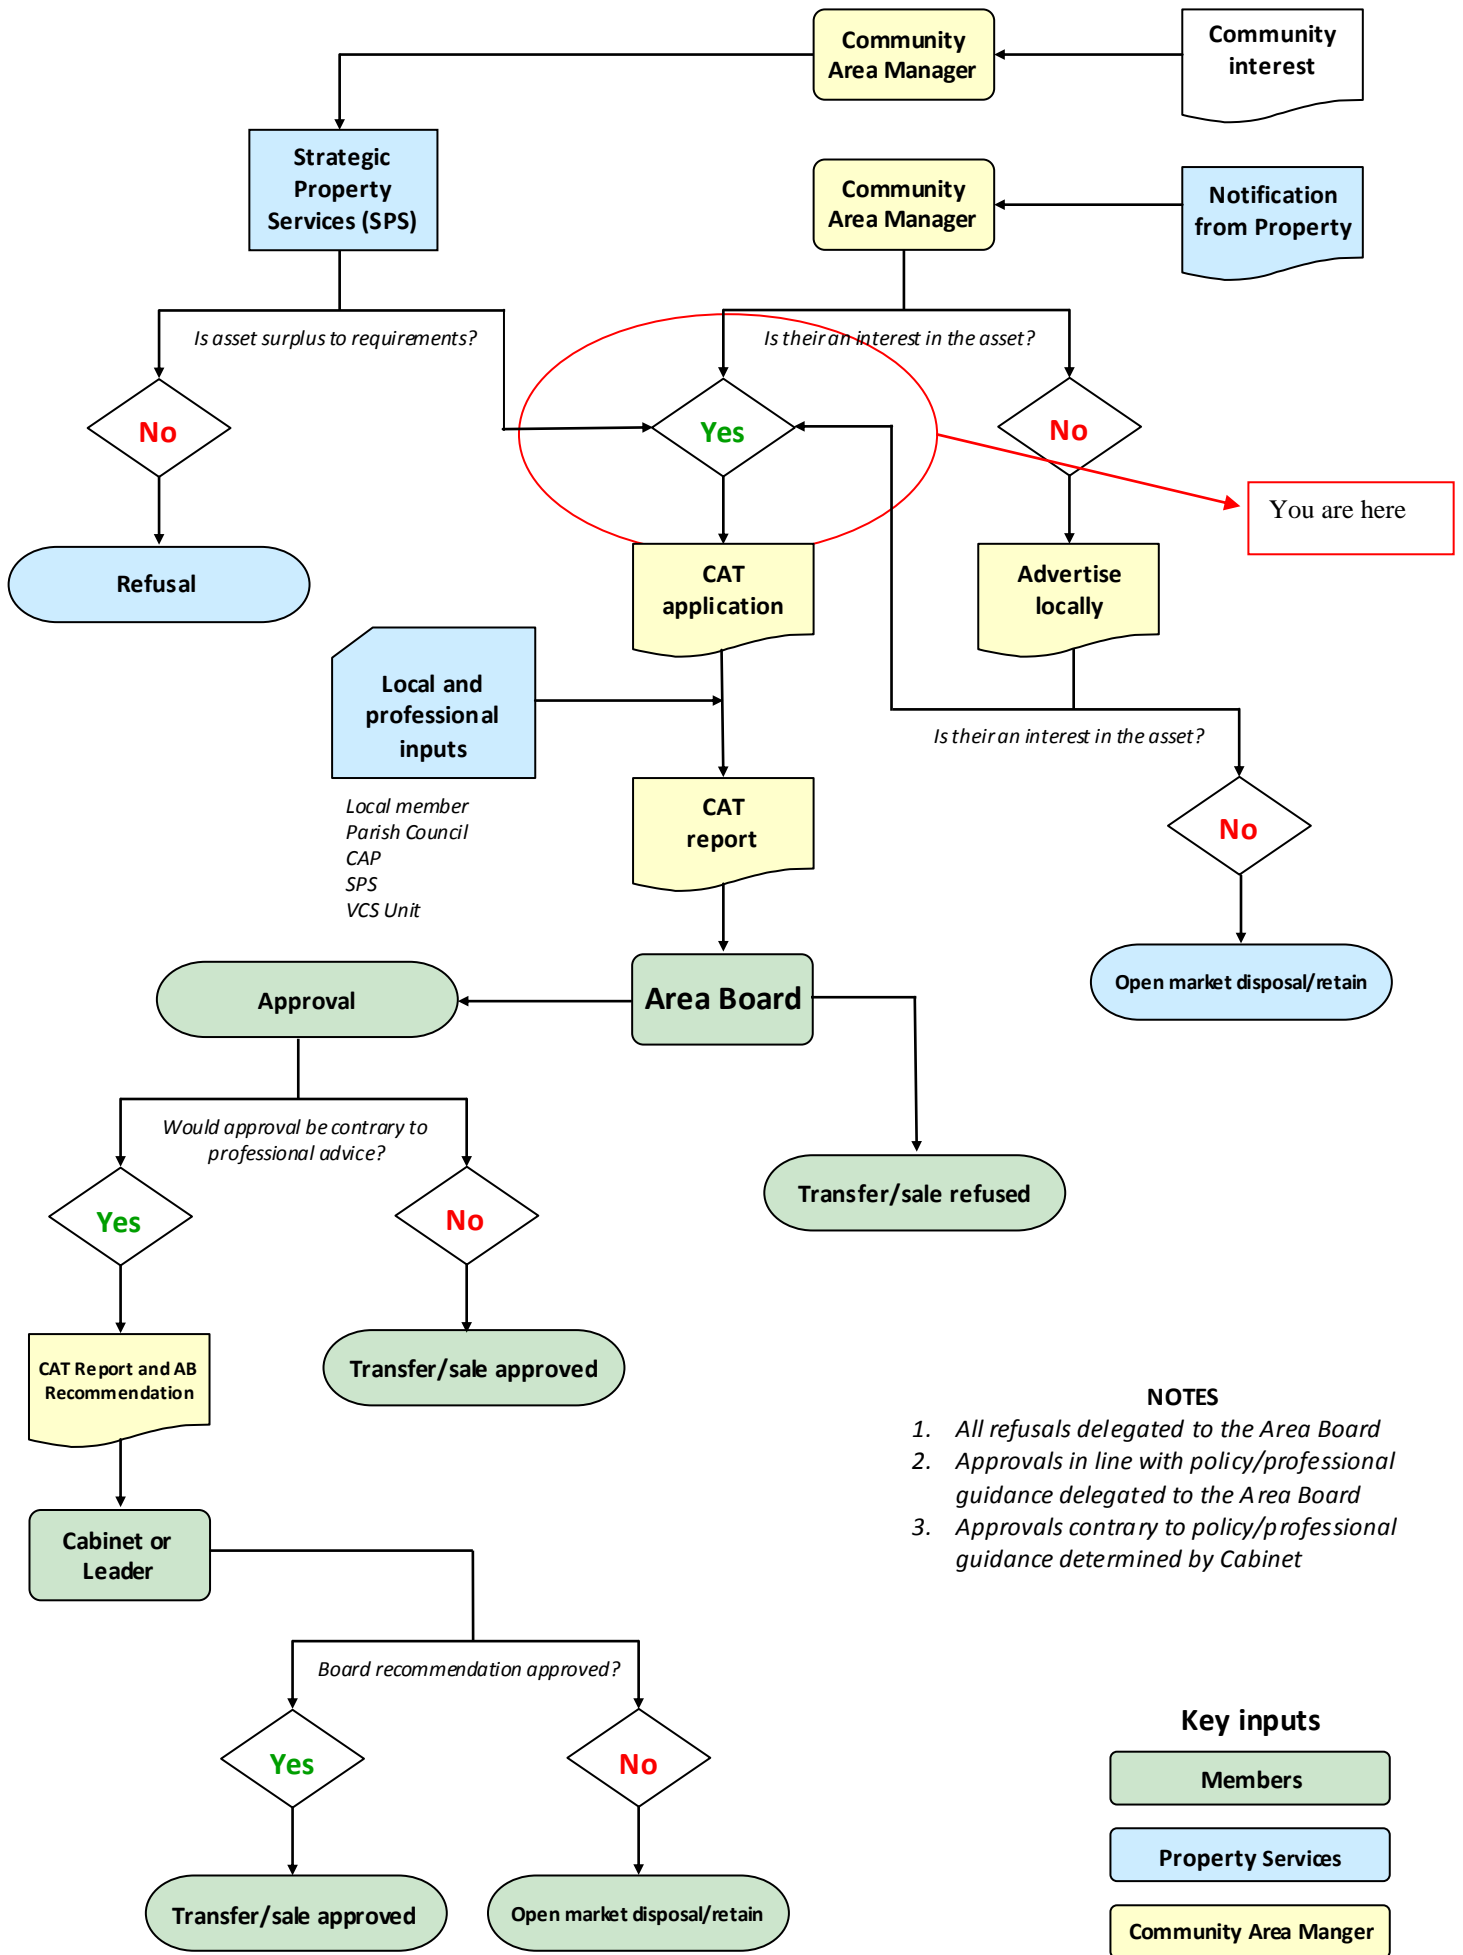 Community
Area Manager
Community
interest
Strategic
Property
Services (SPS)
Community
Area Manager
Notification
from Property
Is asset surplus to requirements?
Is their an interest in the asset?
No
Yes
No
You are here
Refusal
CAT
application
Advertise
locally
Local and
professional
inputs
Is their an interest in the asset?
Local member
Parish Council
CAP
SPS
VCS Unit
CAT
report
No
Approval
Area Board
Open market disposal/retain
Would approval be contrary to
professional advice?
Yes
No
Transfer/sale refused
CAT Report and AB
Recommendation
Transfer/sale approved
NOTES
1. All refusals delegated to the Area Board
2. Approvals in line with policy/professional
guidance delegated to the Area Board
3. Approvals contrary to policy/professional
guidance determined by Cabinet
Cabinet or
Leader
Board recommendation approved?
Yes
No
Key inputs
Members
Property Services
Community Area Manger
Transfer/sale approved
Open market disposal/retain